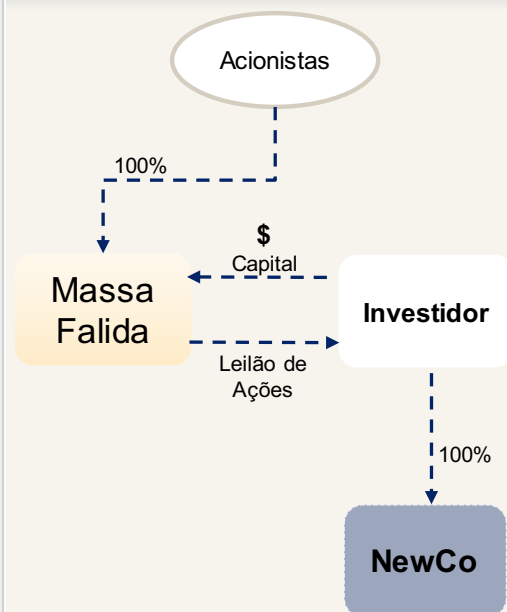 Acionistas
100%
$
Capital
Massa
Falida
Investidor
Leilão de
Ações
100%
NewCo